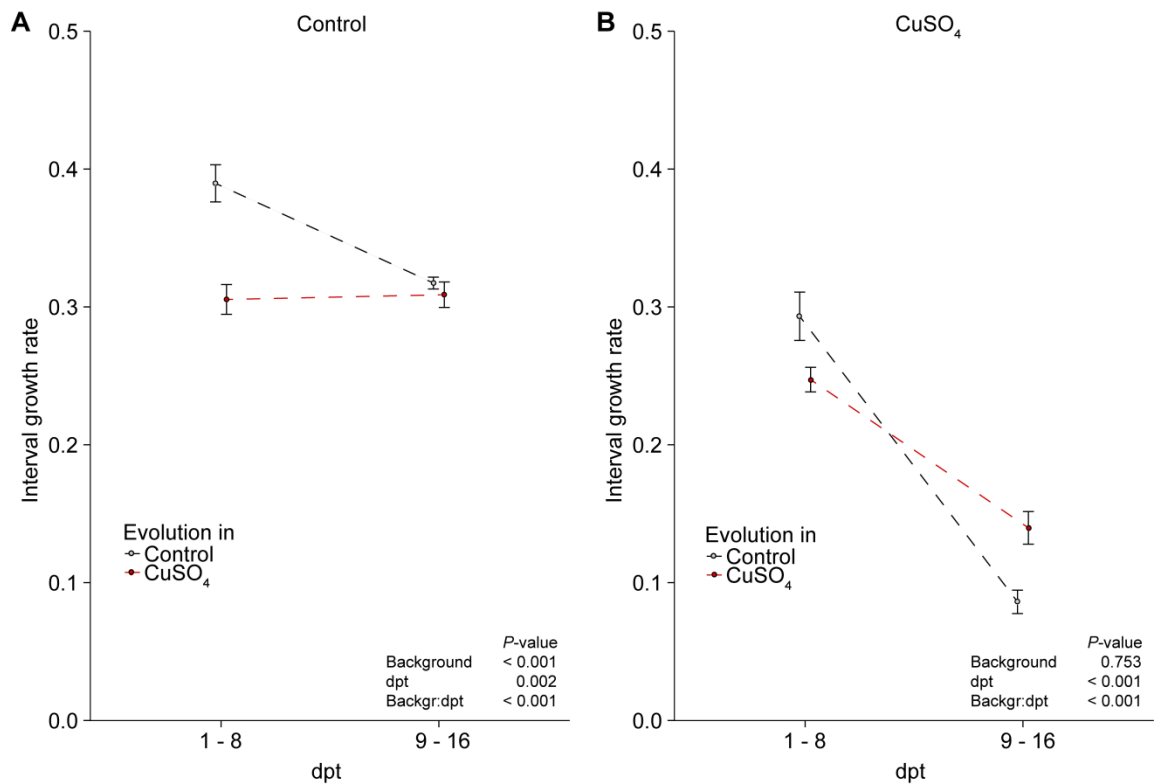 A
Control
0.5
0.4
0.3
0.2
0.1
0.0
Interval growth rate
Evolution in
Control
CuSO4
P-value
Background < 0.001
dpt 0.002
Backgr:dpt < 0.001
1 - 8
9 - 16
dpt
B
CuSO4
0.5
0.4
0.3
0.2
0.1
0.0
Interval growth rate
Evolution in
Control
CuSO4
P-value
Background 0.753
dpt < 0.001
Backgr:dpt < 0.001
1 - 8
9 - 16
dpt